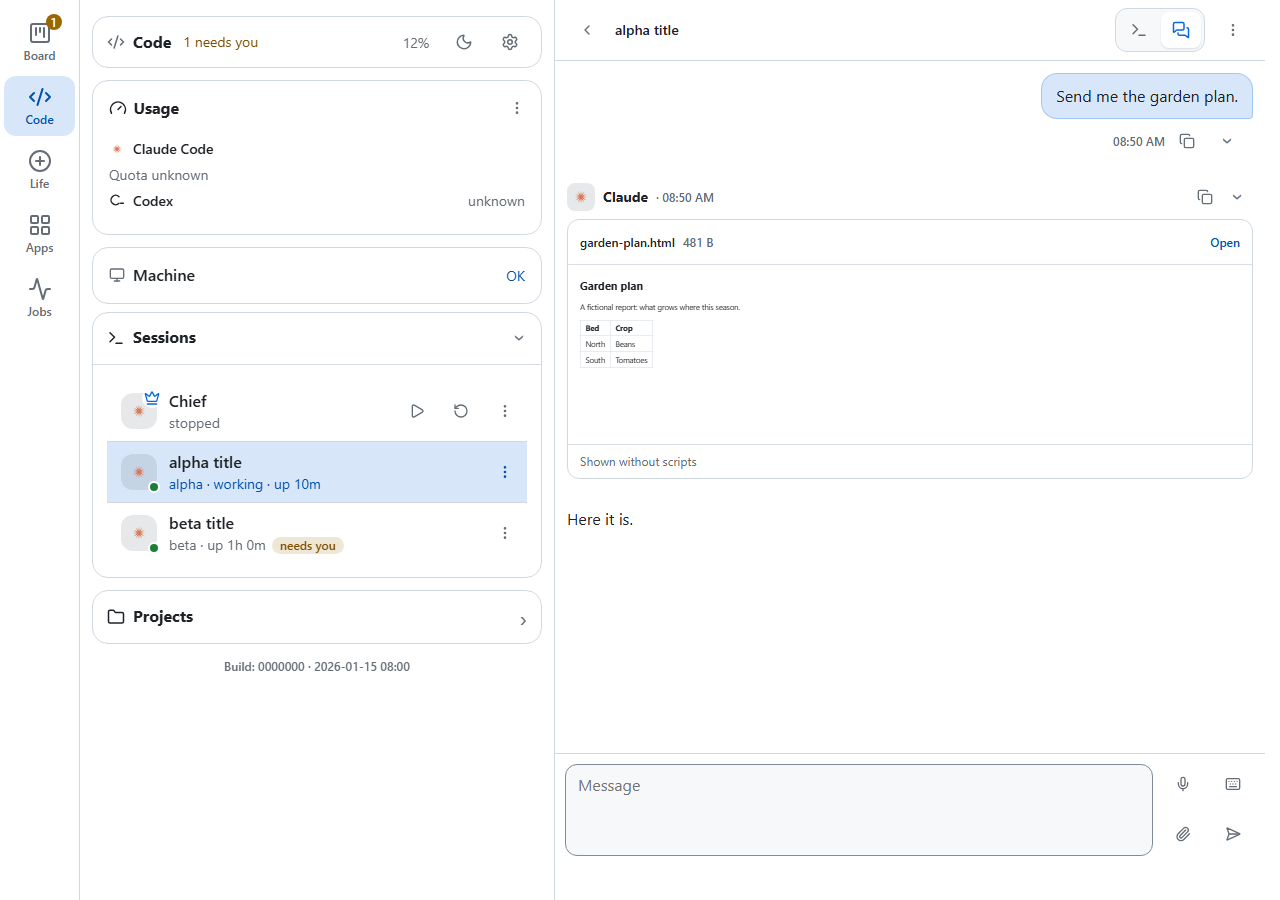 1
Board
Code
Life
Apps
Jobs
Code 1 needs you 12%
Usage
Claude Code
Quota unknown
Codex unknown
Machine OK
Sessions
Chief
stopped
alpha title
alpha · working · up 10m
beta title
beta · up 1h 0m needs you
Projects
Build: 0000000 · 2026-01-15 08:00
alpha title
Send me the garden plan.
08:50 AM
Claude · 08:50 AM
garden-plan.html 481 B Open
Garden plan
A fictional report: what grows where this season.
Bed Crop
North Beans
South Tomatoes
Shown without scripts
Here it is.
Message